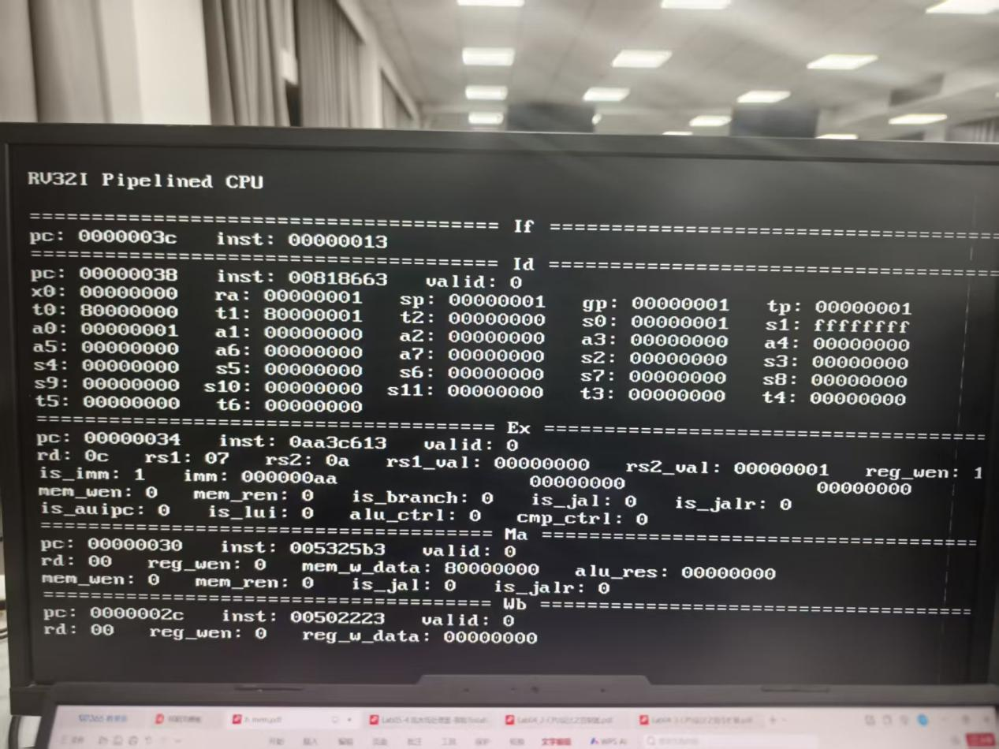 RV32I Pipelined CPU
=================================== If ===================================
pc: 0000003c inst: 00000013
=================================== Id ===================================
pc: 00000038 inst: 00818663 valid: 0
x0: 00000000 ra: 00000001 sp: 00000001 gp: 00000001 tp: 00000001
t0: 80000000 t1: 80000001 t2: 00000000 s0: 00000001 s1: ffffffff
a0: 00000001 a1: 00000000 a2: 00000000 a3: 00000000 a4: 00000000
a5: 00000000 a6: 00000000 a7: 00000000 s2: 00000000 s3: 00000000
s4: 00000000 s5: 00000000 s6: 00000000 s7: 00000000 s8: 00000000
s9: 00000000 s10: 00000000 s11: 00000000 t3: 00000000 t4: 00000000
t5: 00000000 t6: 00000000
=================================== Ex ===================================
pc: 00000034 inst: 0aa3c613 valid: 0
rd: 0c rs1: 07 rs2: 0a rs1_val: 00000000 rs2_val: 00000001 reg_wen: 1
is_imm: 1 imm: 000000aa 00000000 00000000
mem_wen: 0 mem_ren: 0 is_branch: 0 is_jal: 0 is_jalr: 0
is_auipc: 0 is_lui: 0 alu_ctrl: 0 cmp_ctrl: 0
=================================== Ma ===================================
pc: 00000030 inst: 005325b3 valid: 0
rd: 00 reg_wen: 0 mem_w_data: 80000000 alu_res: 00000000
mem_wen: 0 mem_ren: 0 is_jal: 0 is_jalr: 0
=================================== Wb ===================================
pc: 0000002c inst: 00502223 valid: 0
rd: 00 reg_wen: 0 reg_w_data: 00000000
WPS AI